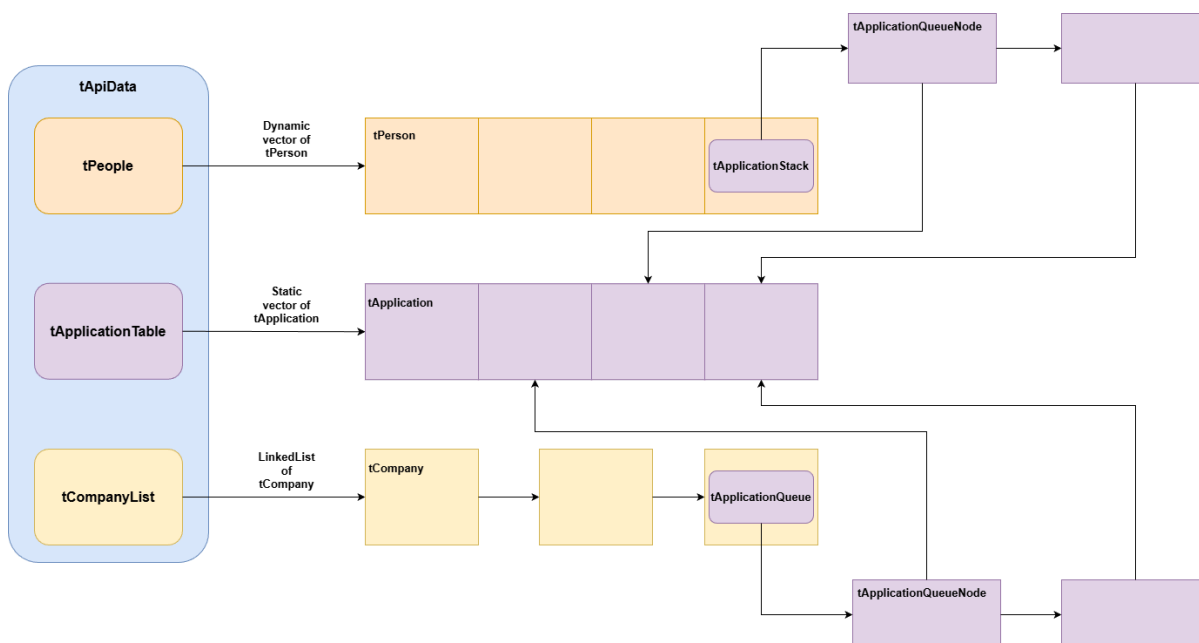 tApplicationQueueNode
tApiData
tPeople
Dynamic
vector of
tPerson
tPerson
tApplicationStack
tApplicationTable
Static
vector of
tApplication
tApplication
tCompanyList
LinkedList
of
tCompany
tCompany
tApplicationQueue
tApplicationQueueNode